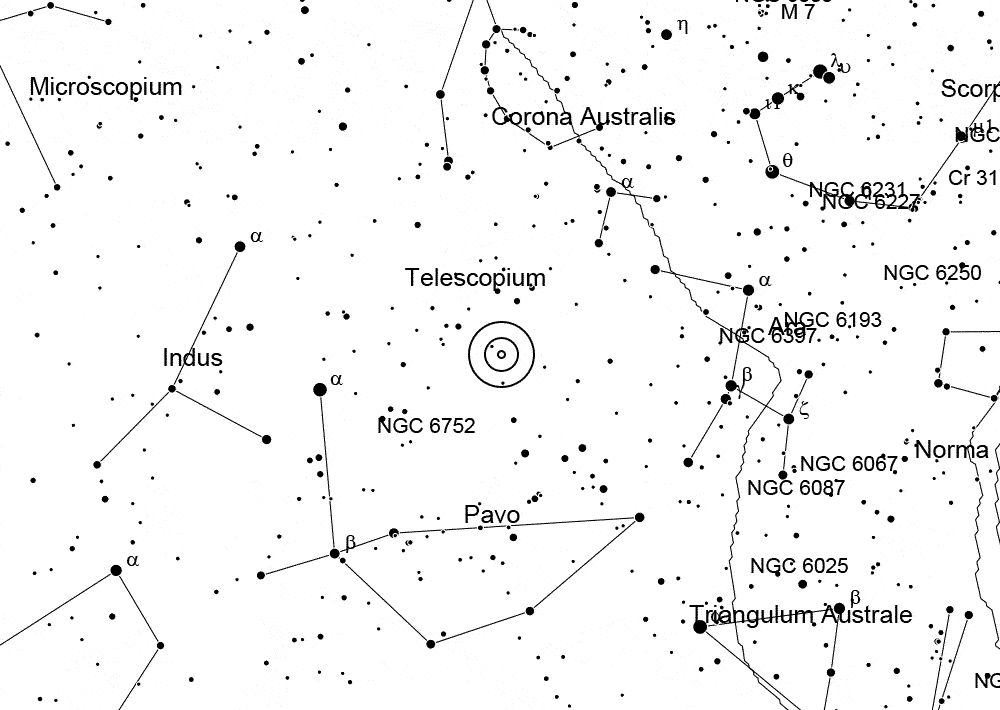 M 7
η
λ
υ
Microscopium
κ
ι1
Scorp
Corona Australis
μ1
NGC
θ
Cr 31
α
NGC 6231
NGC 6227
α
Telescopium
NGC 6250
α
NGC 6193
Ara
NGC 6397
Indus
β
α
ζ
NGC 6752
Norma
NGC 6067
NGC 6087
Pavo
β
α
NGC 6025
β
Triangulum Australe
NG